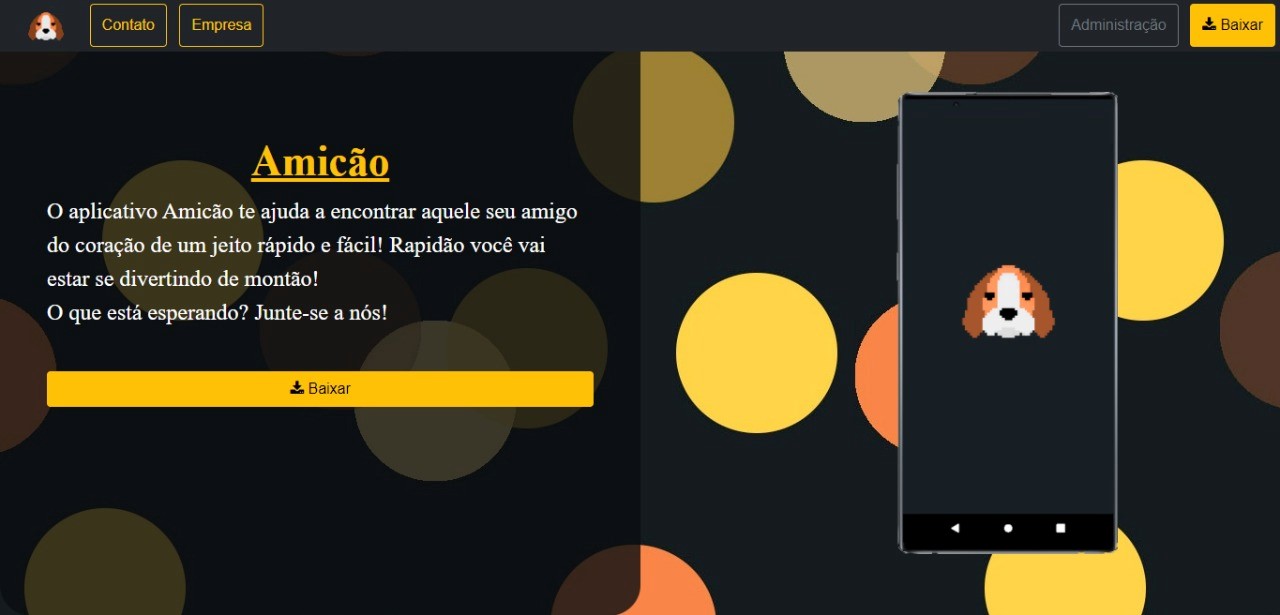 Contato
Empresa
Administração
Baixar
Amicão
O aplicativo Amicão te ajuda a encontrar aquele seu amigo
do coração de um jeito rápido e fácil! Rapidão você vai
estar se divertindo de montão!
O que está esperando? Junte-se a nós!
Baixar